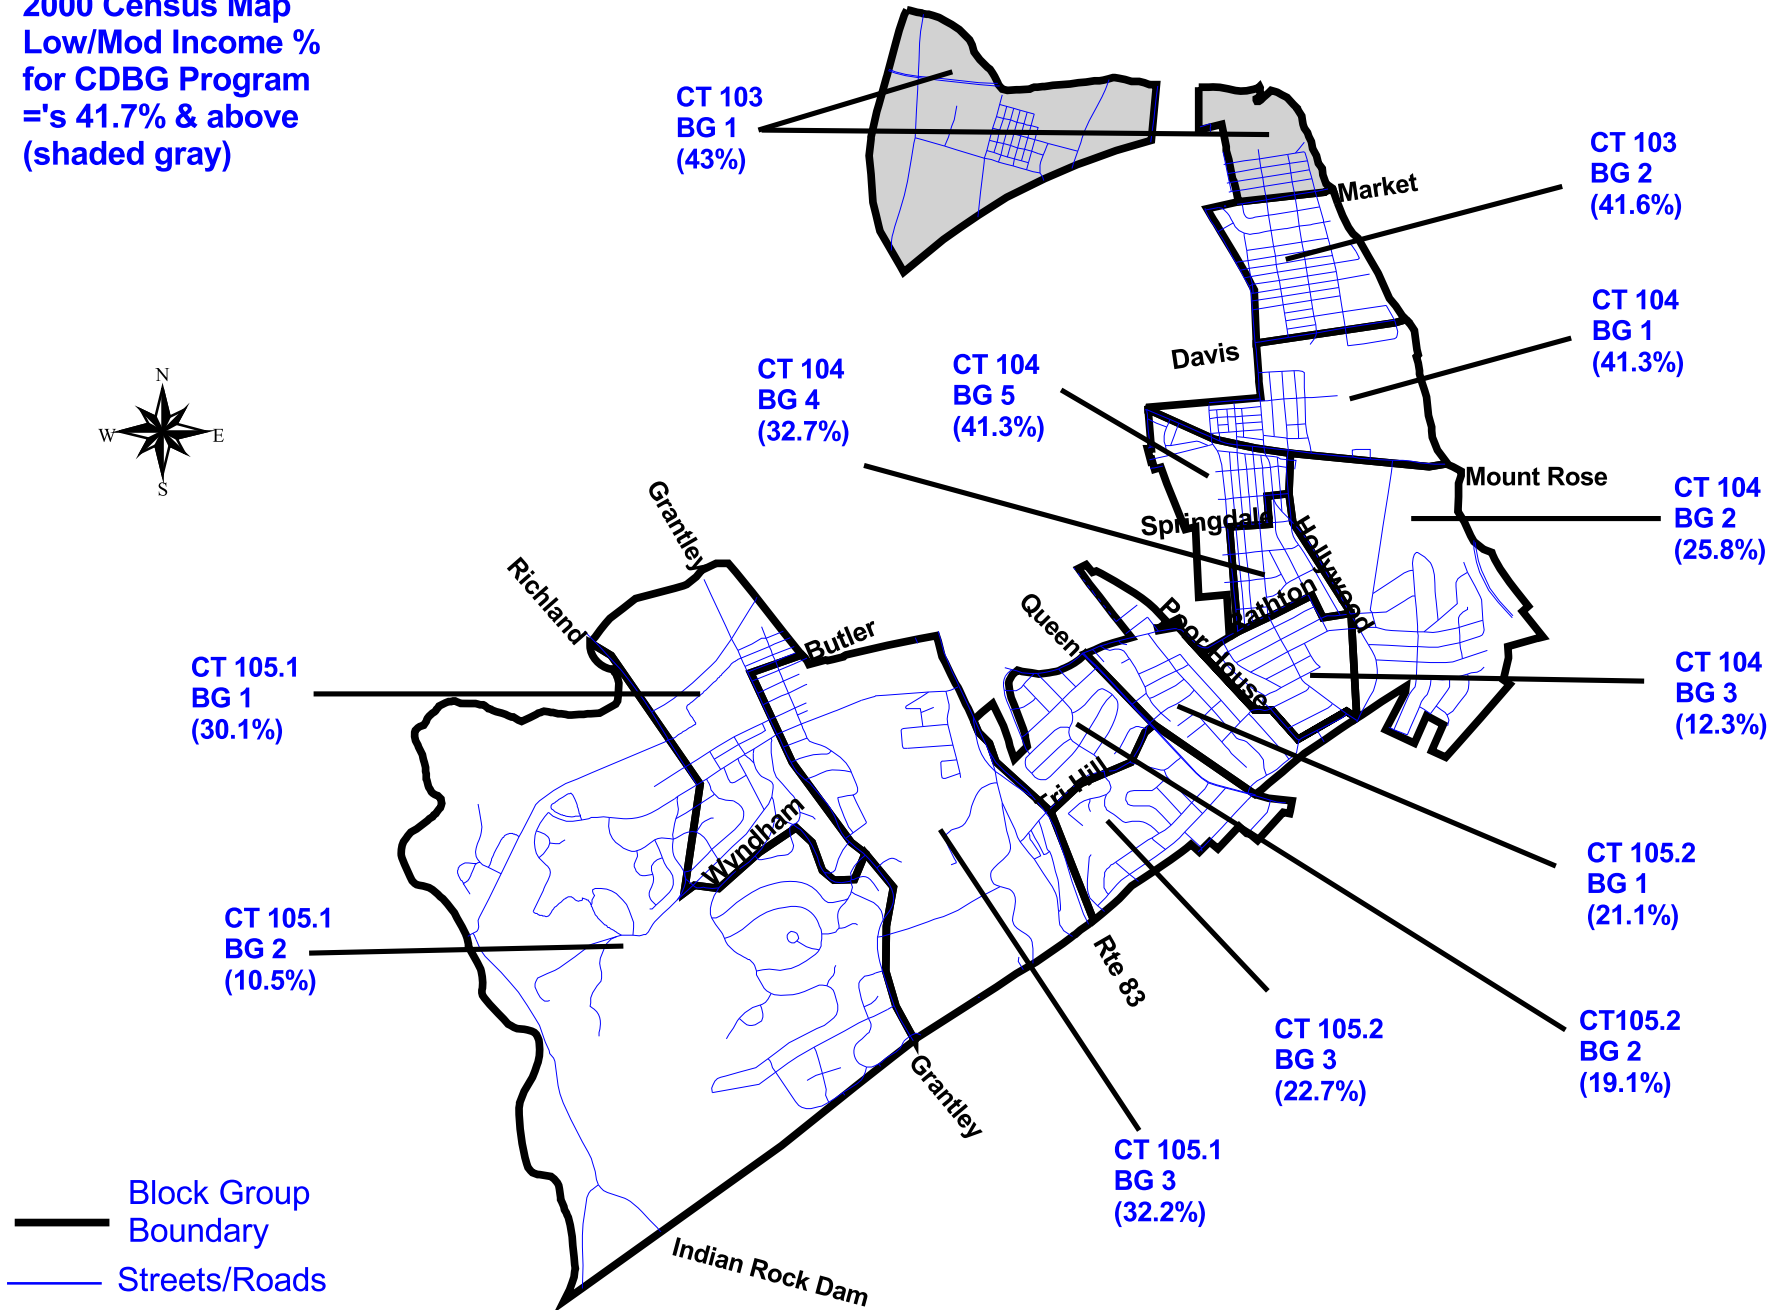 2000 Census Map
Low/Mod Income %
for CDBG Program
='s 41.7% & above
(shaded gray)
CT 103
BG 1
(43%)
CT 103
BG 2
(41.6%)
Market
CT 104
BG 1
(41.3%)
Davis
CT 104
BG 4
(32.7%)
CT 104
BG 5
(41.3%)
N
W
E
S
Mount Rose
CT 104
BG 2
(25.8%)
Springdale
Hollywood
Grantley
Richland
Queen
Poor House
Butler
CT 105.1
BG 1
(30.1%)
CT 104
BG 3
(12.3%)
Tri-Hill
Wyndham
CT 105.2
BG 1
(21.1%)
CT 105.1
BG 2
(10.5%)
Rte 83
CT 105.2
BG 3
(22.7%)
CT105.2
BG 2
(19.1%)
Grantley
CT 105.1
BG 3
(32.2%)
Block Group
Boundary
Streets/Roads
Indian Rock Dam